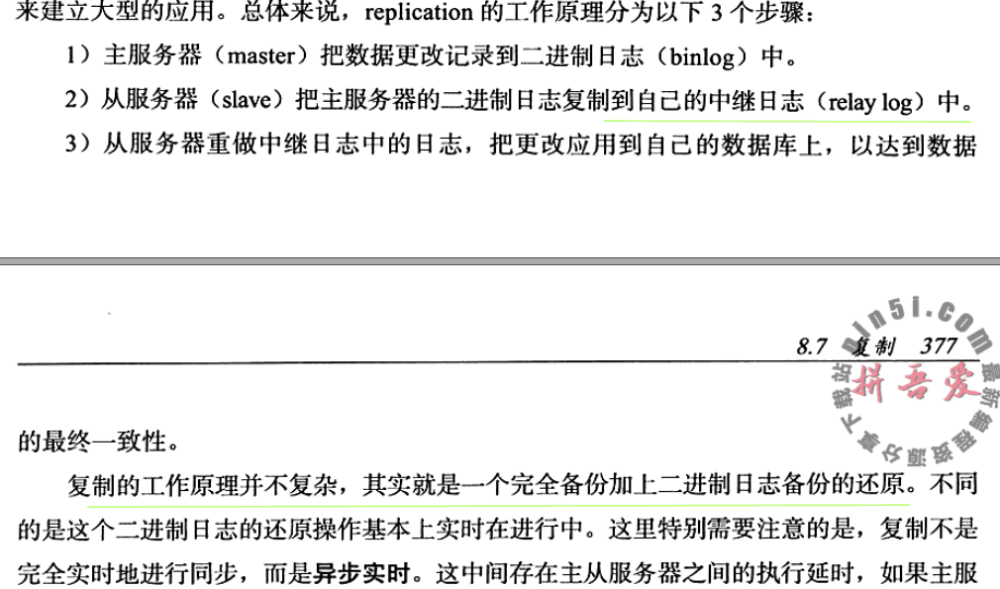 来建立大型的应用。总体来说，replication 的工作原理分为以下 3 个步骤：
1）主服务器（master）把数据更改记录到二进制日志（binlog）中。
2）从服务器（slave）把主服务器的二进制日志复制到自己的中继日志（relay log）中。
3）从服务器重做中继日志中的日志，把更改应用到自己的数据库上，以达到数据
pin5i.com
8.7 复制 377
拼吾爱
最新编程资源分享下载站
的最终一致性。
复制的工作原理并不复杂，其实就是一个完全备份加上二进制日志备份的还原。不同
的是这个二进制日志的还原操作基本上实时在进行中。这里特别需要注意的是，复制不是
完全实时地进行同步，而是异步实时。这中间存在主从服务器之间的执行延时，如果主服